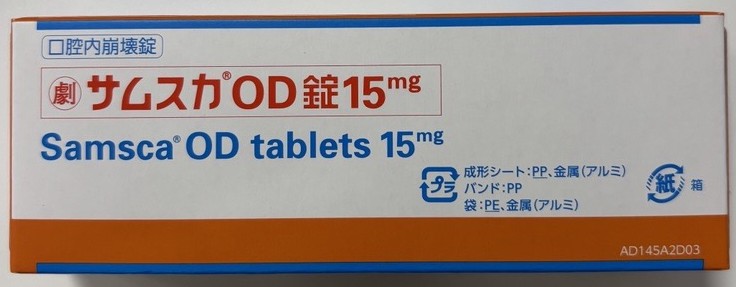 口腔内崩壊錠
劇 サムスカ®OD錠15mg
Samsca® OD tablets 15mg
プラ
成形シート:PP、金属(アルミ)
バンド:PP
袋:PE、金属(アルミ)
紙 箱
AD145A2D03